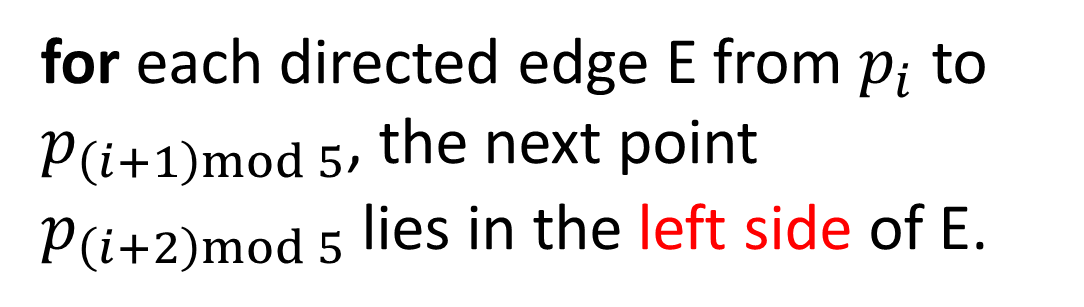 for each directed edge E from pᵢ to
p₍ᵢ₊₁₎mod 5, the next point
p₍ᵢ₊₂₎mod 5 lies in the left side of E.